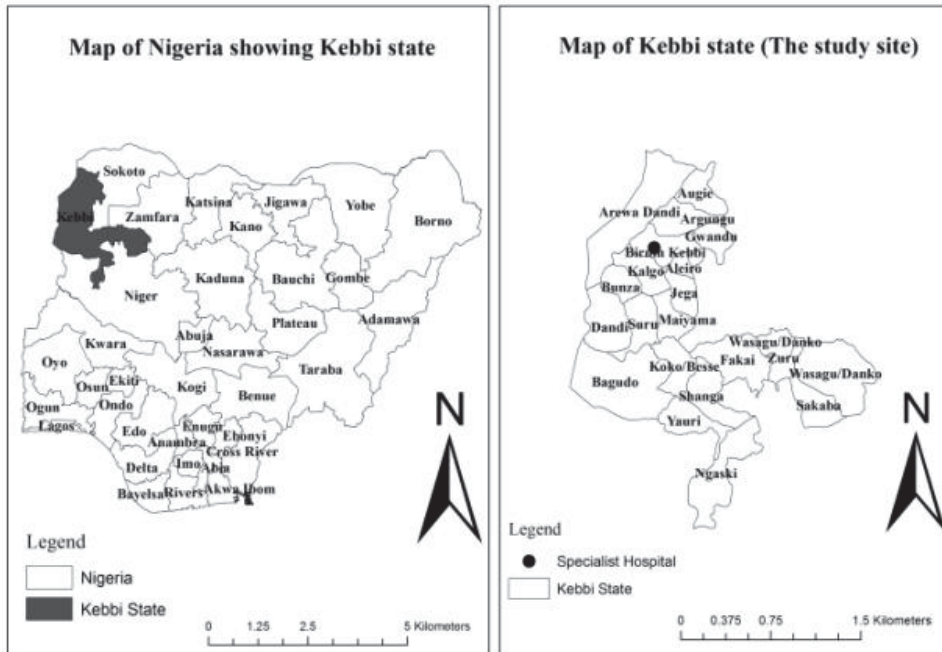 Map of Nigeria showing Kebbi state
Sokoto
Kebbi
Zamfara
Katsina
Jigawa
Kano
Yobe
Borno
Kaduna
Bauchi
Gombe
Niger
Adamawa
Plateau
Abuja
Nasarawa
Kwara
Taraba
Oyo
Osun
Ekiti
Kogi
Benue
Ogun
Ondo
Lagos
Edo
Enugu
Ebonyi
Anambra
Cross River
Delta
Imo
Abia
Bayelsa
Rivers
Akwa Ibom
N
Legend
Nigeria
Kebbi State
0 1.25 2.5 5 Kilometers
Map of Kebbi state (The study site)
Augie
Arewa Dandi
Argungu
Gwandu
Kebbi
Kalgo
Aleiro
Bunza
Jega
Dandi
Suru
Maiyama
Wasagu/Danko
Fakai
Zuru
Koko/Besse
Wasagu/Danko
Bagudo
Shanga
Sakaba
Yauri
Ngaski
N
Legend
Specialist Hospital
Kebbi State
0 0.375 0.75 1.5 Kilometers